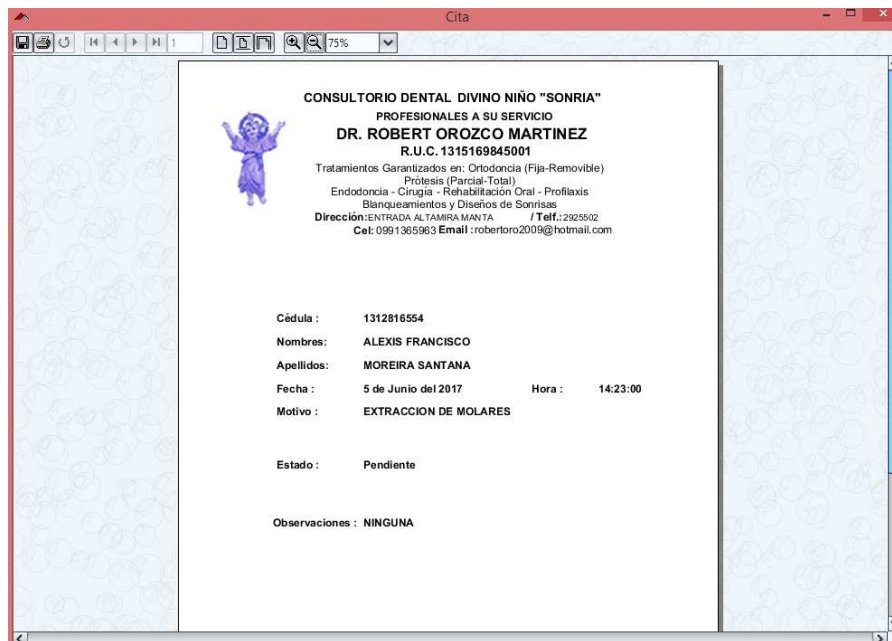 Cita
1
75%
CONSULTORIO DENTAL DIVINO NIÑO "SONRIA"
PROFESIONALES A SU SERVICIO
DR. ROBERT OROZCO MARTINEZ
R.U.C. 1315169845001
Tratamientos Garantizados en: Ortodoncia (Fija-Removible)
Prótesis (Parcial-Total)
Endodoncia - Cirugía - Rehabilitación Oral - Profilaxis
Blanqueamientos y Diseños de Sonrisas
Dirección: ENTRADA ALTAMIRA MANTA / Telf.: 2925502
Cel: 0991365963 Email : robertoro2009@hotmail.com
Cédula : 1312816554
Nombres: ALEXIS FRANCISCO
Apellidos: MOREIRA SANTANA
Fecha : 5 de Junio del 2017 Hora : 14:23:00
Motivo : EXTRACCION DE MOLARES
Estado : Pendiente
Observaciones : NINGUNA